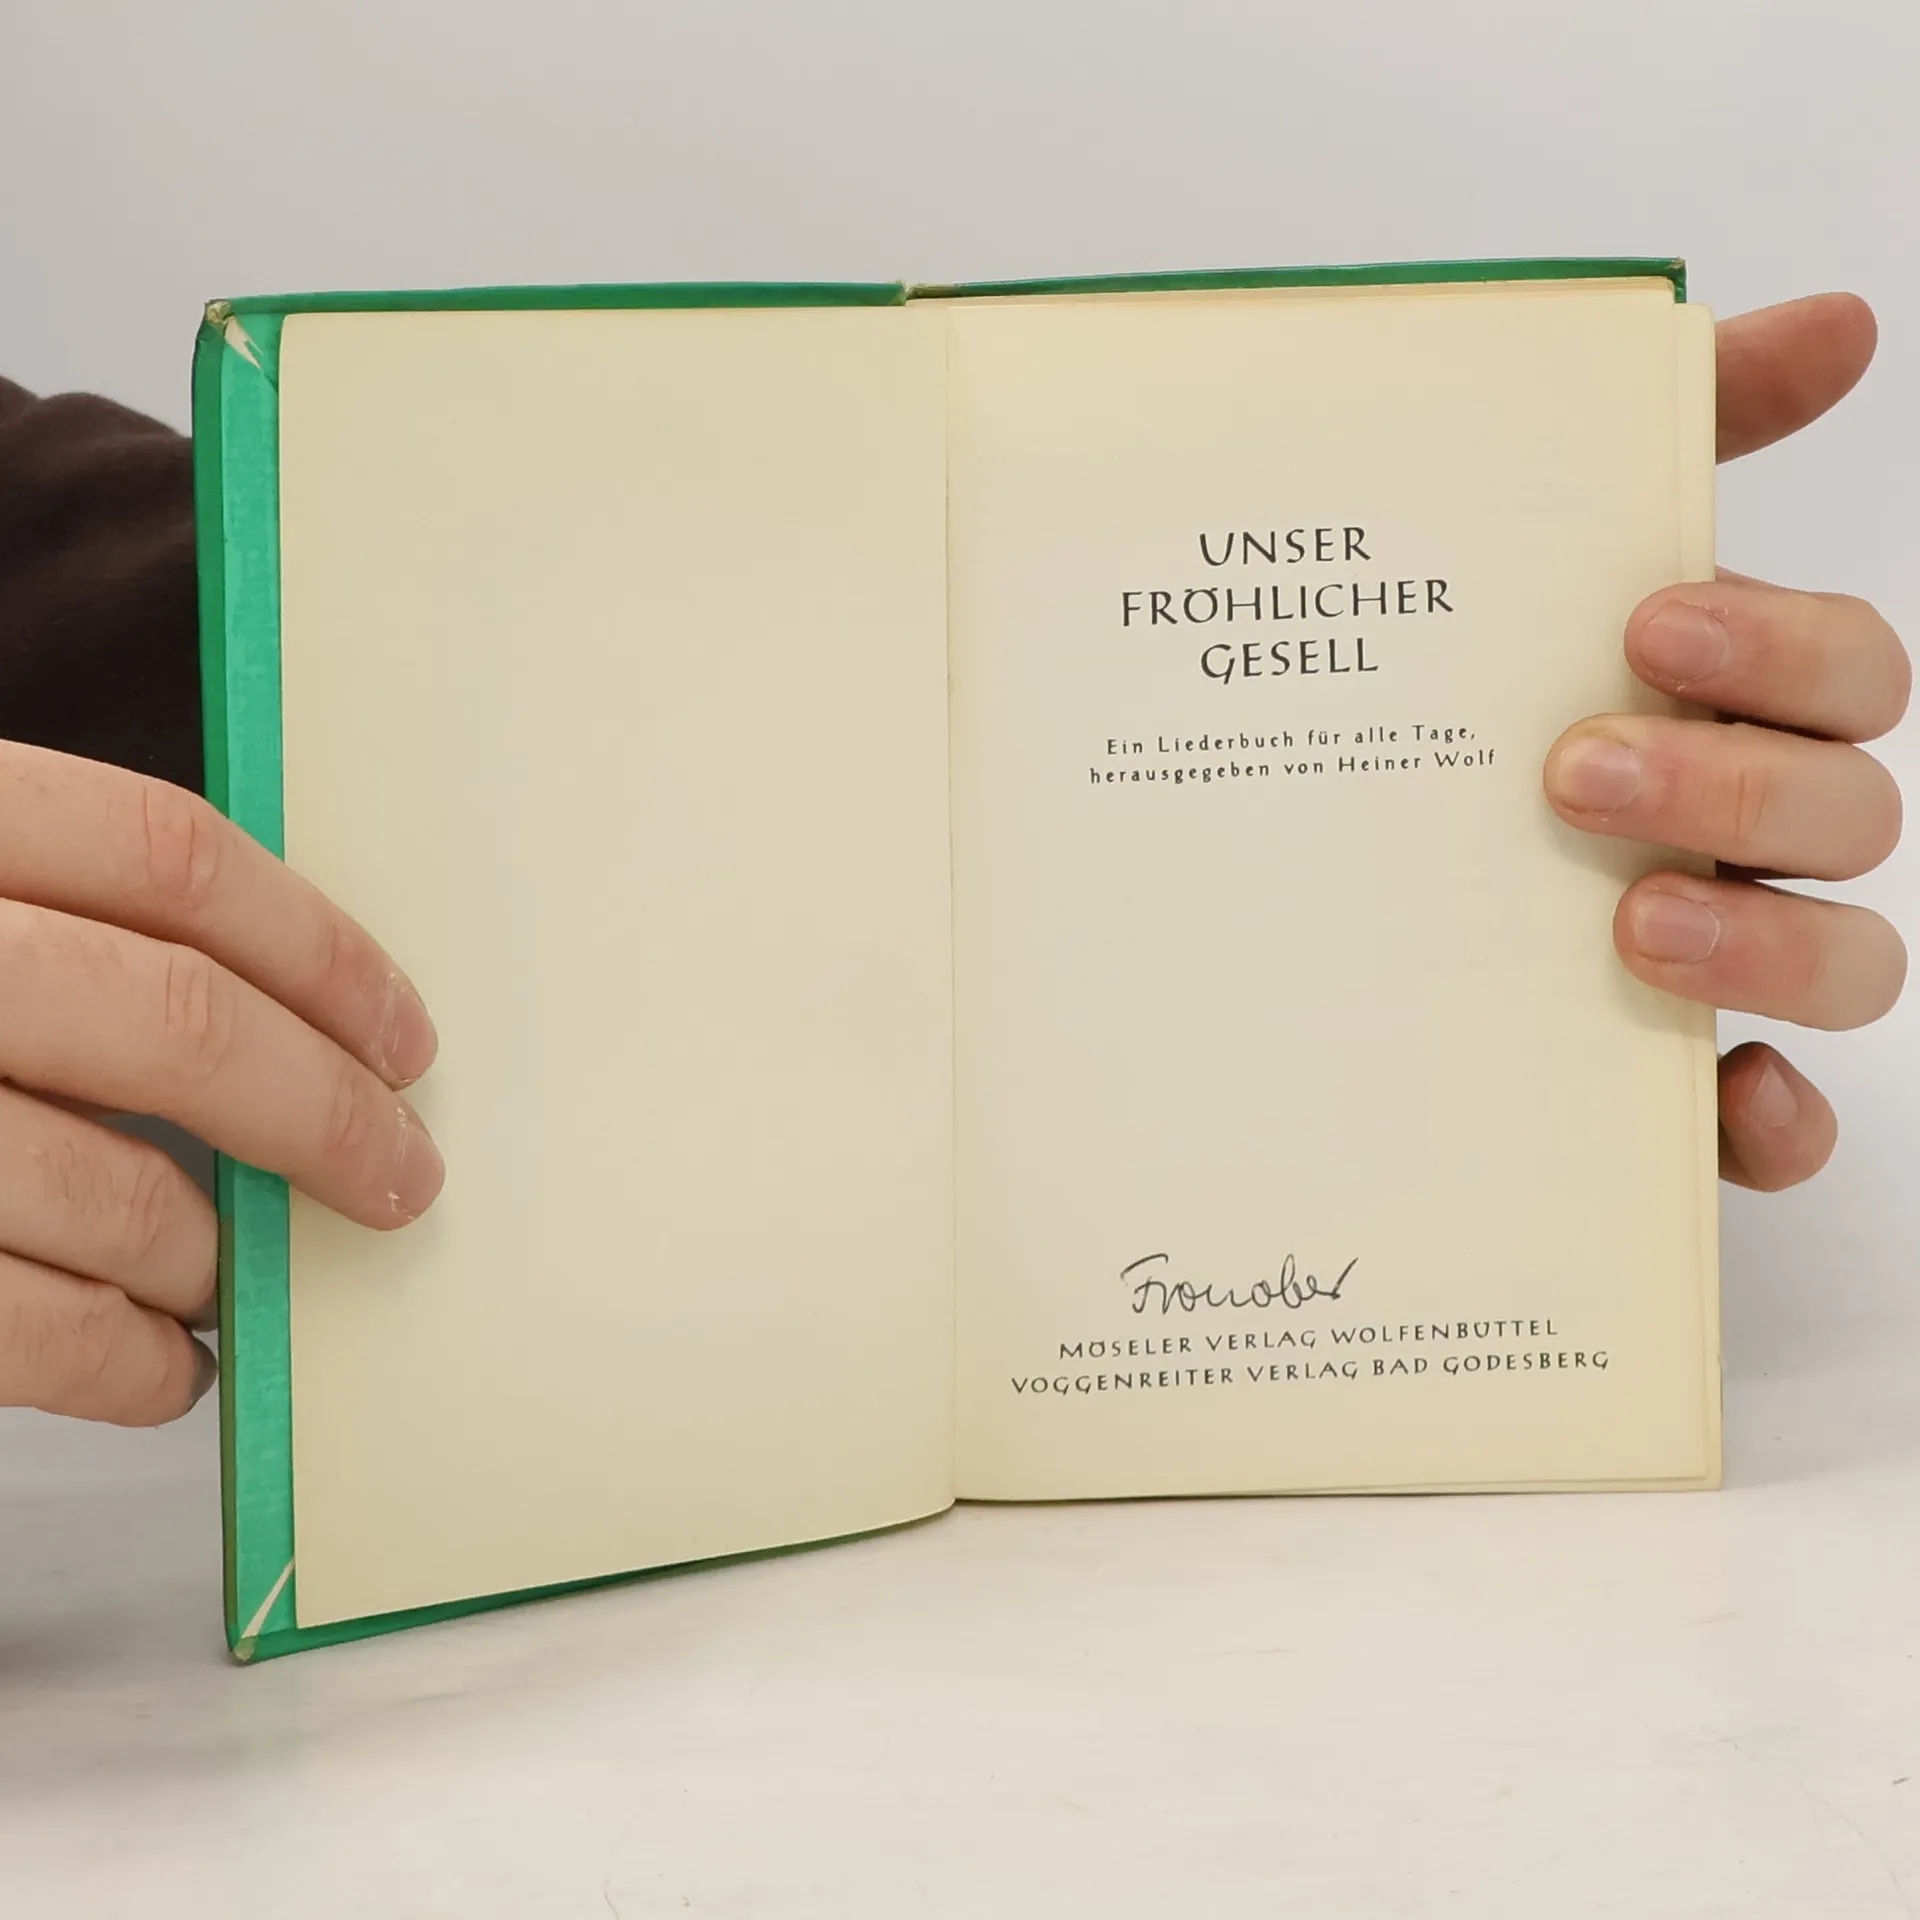 UNSER
FRÖHLICHER
GESELL
Ein Liederbuch für alle Tage,
herausgegeben von Heiner Wolf
MÖSELER VERLAG WOLFENBÜTTEL
VOGGENREITER VERLAG BAD GODESBERG